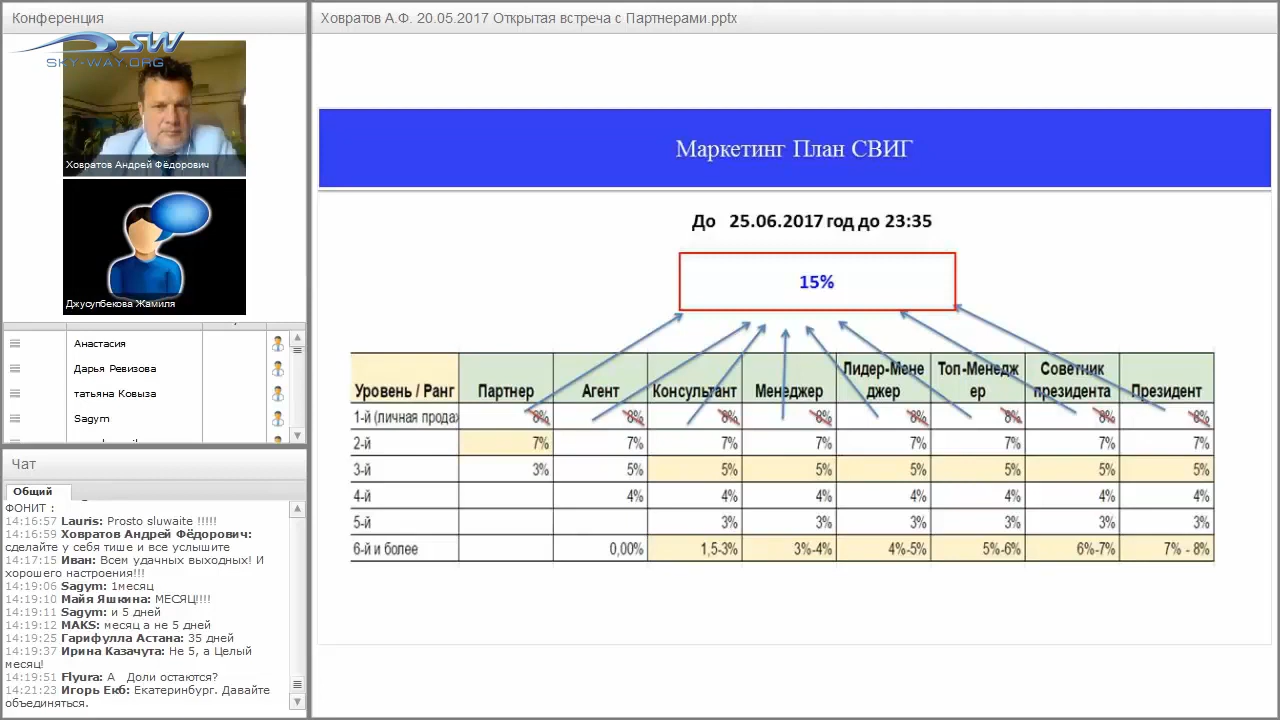 Конференция
SW
SKY-WAY.ORG
Ховратов Андрей Фёдорович
Джусупбекова Жамиля
Анастасия
Дарья Ревизова
татьяна Ковыза
Sagym
Чат
Общий
ФОНИТ :
14:16:57 Lauris: Prosto sluwaite !!!!!
14:16:59 Ховратов Андрей Фёдорович:
сделайте у себя тише и все услышите
14:17:15 Иван: Всем удачных выходных! И
хорошего настроения!!!
14:19:06 Sagym: 1месяц
14:19:10 Майя Яшкина: МЕСЯЦ!!!!
14:19:11 Sagym: и 5 дней
14:19:12 MAKS: месяц а не 5 дней
14:19:25 Гарифулла Астана: 35 дней
14:19:37 Ирина Казачута: Не 5, а Целый
месяц!
14:19:51 Flyura: А Доли остаются?
Игорь Екб: Екатеринбург. Давайте
объединяться.
Ховратов А.Ф. 20.05.2017 Открытая встреча с Партнерами.pptx
Маркетинг План СВИГ
До 25.06.2017 год до 23:35
15%
Уровень / Ранг Партнер Агент Консультант Менеджер Лидер-Мене
джер Топ-Менедж
ер Советник
президента Президент
1-й (личная продаж 8% 8% 8% 8% 8% 8% 8% 8%
2-й 7% 7% 7% 7% 7% 7% 7% 7%
3-й 3% 5% 5% 5% 5% 5% 5% 5%
4-й 4% 4% 4% 4% 4% 4% 4%
5-й 3% 3% 3% 3% 3% 3%
6-й и более 0,00% 1,5-3% 3%-4% 4%-5% 5%-6% 6%-7% 7% - 8%